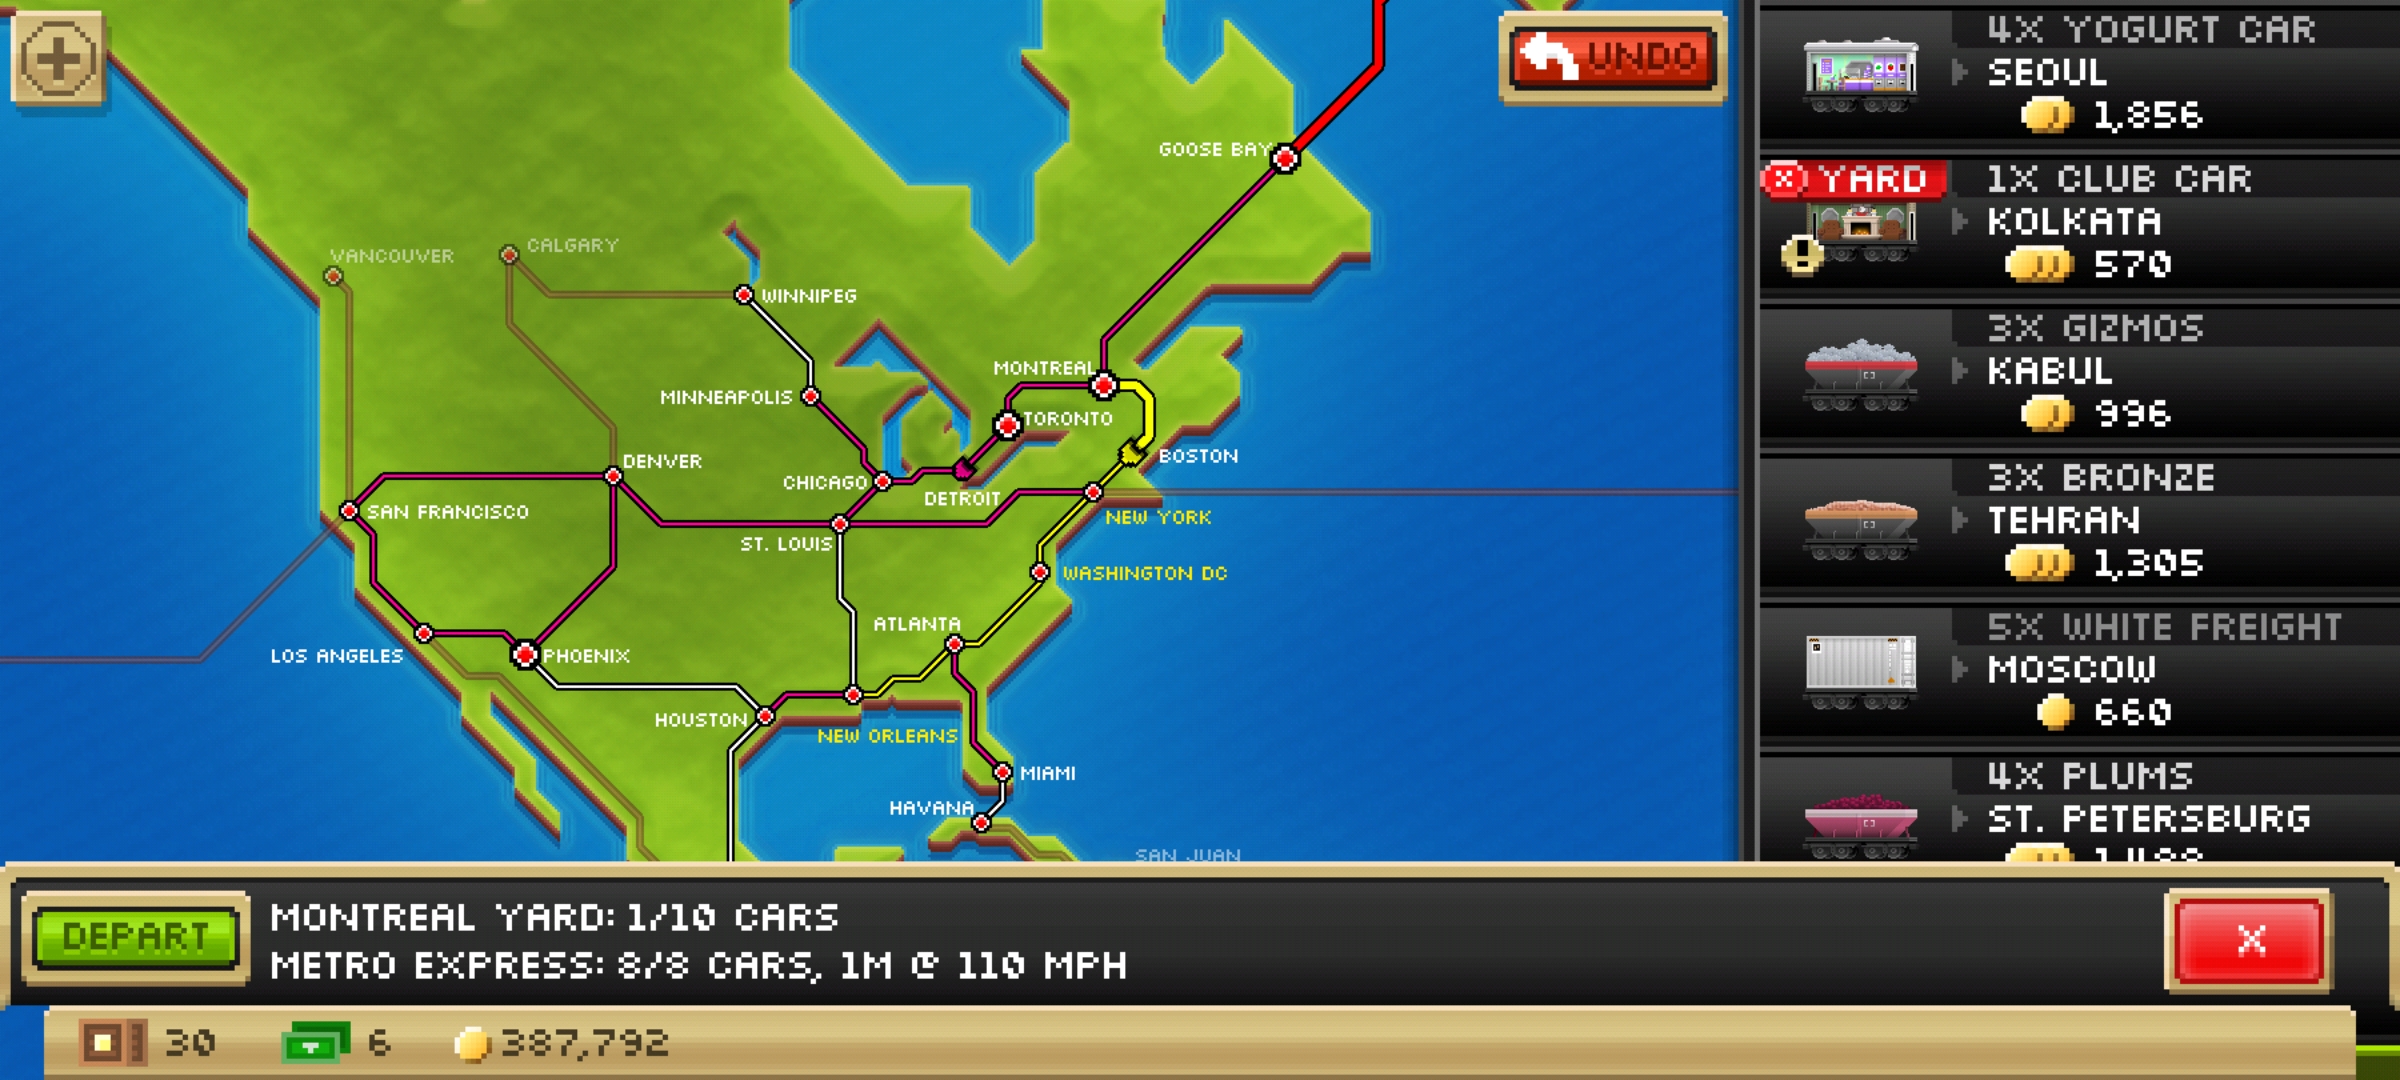 UNDO
GOOSE BAY
VANCOUVER
CALGARY
WINNIPEG
MONTREAL
MINNEAPOLIS
TORONTO
DENVER
BOSTON
CHICAGO
DETROIT
SAN FRANCISCO
NEW YORK
ST. LOUIS
WASHINGTON DC
ATLANTA
LOS ANGELES
PHOENIX
HOUSTON
NEW ORLEANS
MIAMI
HAVANA
SAN JUAN
4X YOGURT CAR
SEOUL
1,856
X YARD
1X CLUB CAR
KOLKATA
! 570
3X GIZMOS
KABUL
996
3X BRONZE
TEHRAN
1,305
5X WHITE FREIGHT
MOSCOW
660
4X PLUMS
ST. PETERSBURG
DEPART
MONTREAL YARD: 1/10 CARS
METRO EXPRESS: 8/8 CARS, 1M @ 110 MPH
X
30 6 387,792